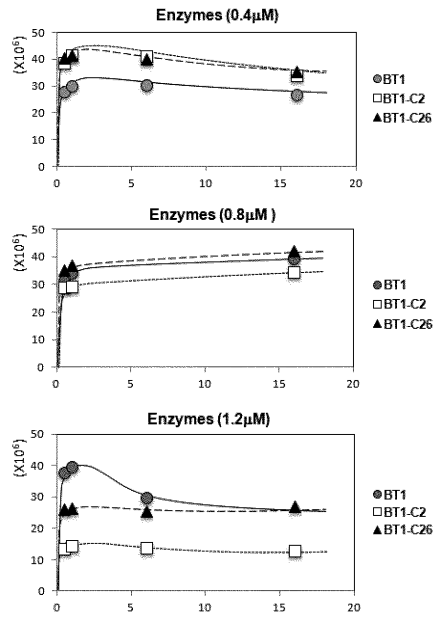 Enzymes (0.4μM)
(X10⁶)
50
40
30
20
10
0
0 5 10 15 20
BT1
BT1-C2
BT1-C26
Enzymes (0.8μM )
(X10⁶)
50
40
30
20
10
0
0 5 10 15 20
BT1
BT1-C2
BT1-C26
Enzymes (1.2μM)
(X10⁶)
50
40
30
20
10
0
0 5 10 15 20
BT1
BT1-C2
BT1-C26